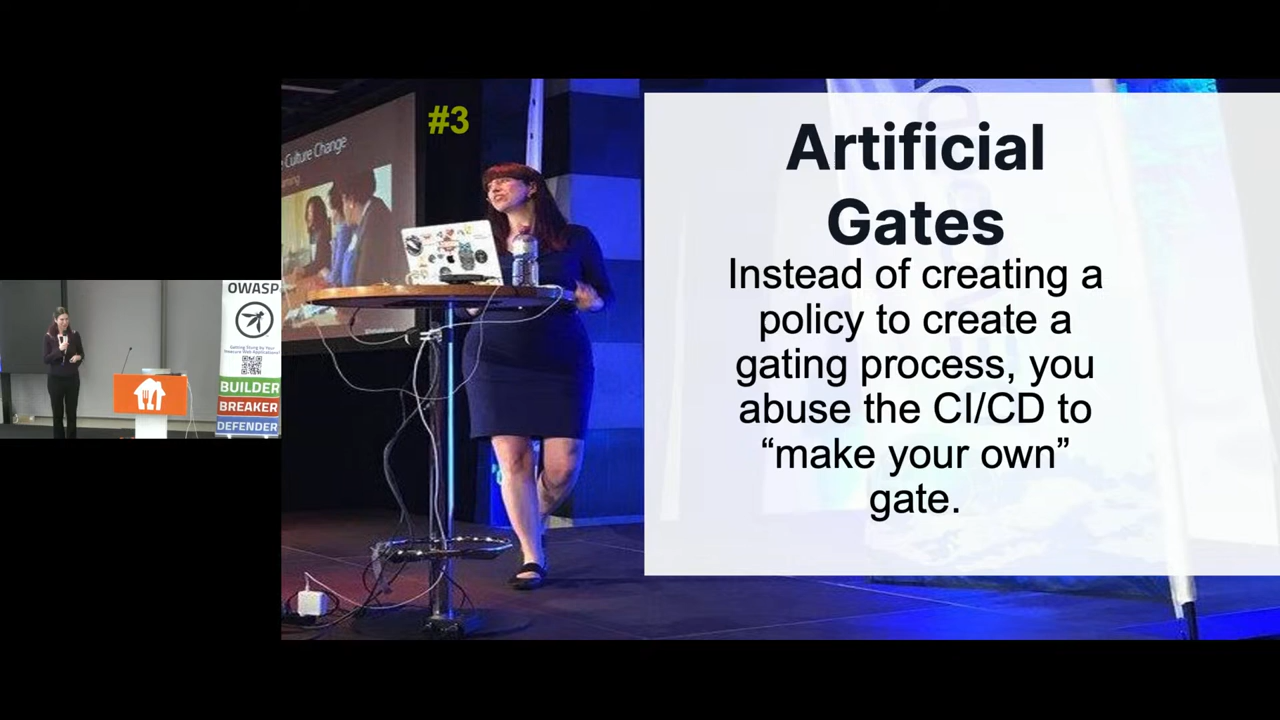 #3
e Culture Change
Artificial
Gates
Instead of creating a
policy to create a
gating process, you
abuse the CI/CD to
“make your own”
gate.
OWASP
BUILDER
BREAKER
DEFENDER